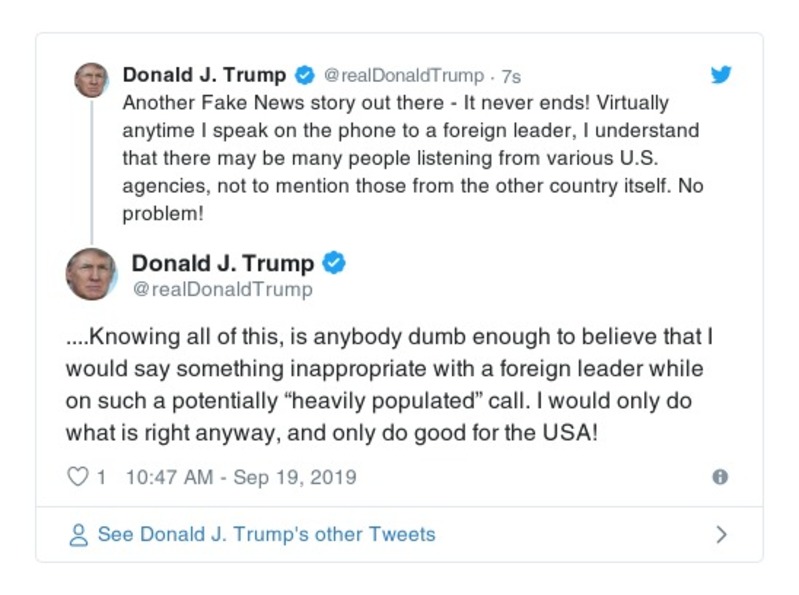 Donald J. Trump @realDonaldTrump · 7s
Another Fake News story out there - It never ends! Virtually
anytime I speak on the phone to a foreign leader, I understand
that there may be many people listening from various U.S.
agencies, not to mention those from the other country itself. No
problem!
Donald J. Trump
@realDonaldTrump
....Knowing all of this, is anybody dumb enough to believe that I
would say something inappropriate with a foreign leader while
on such a potentially “heavily populated” call. I would only do
what is right anyway, and only do good for the USA!
1 10:47 AM - Sep 19, 2019
See Donald J. Trump's other Tweets